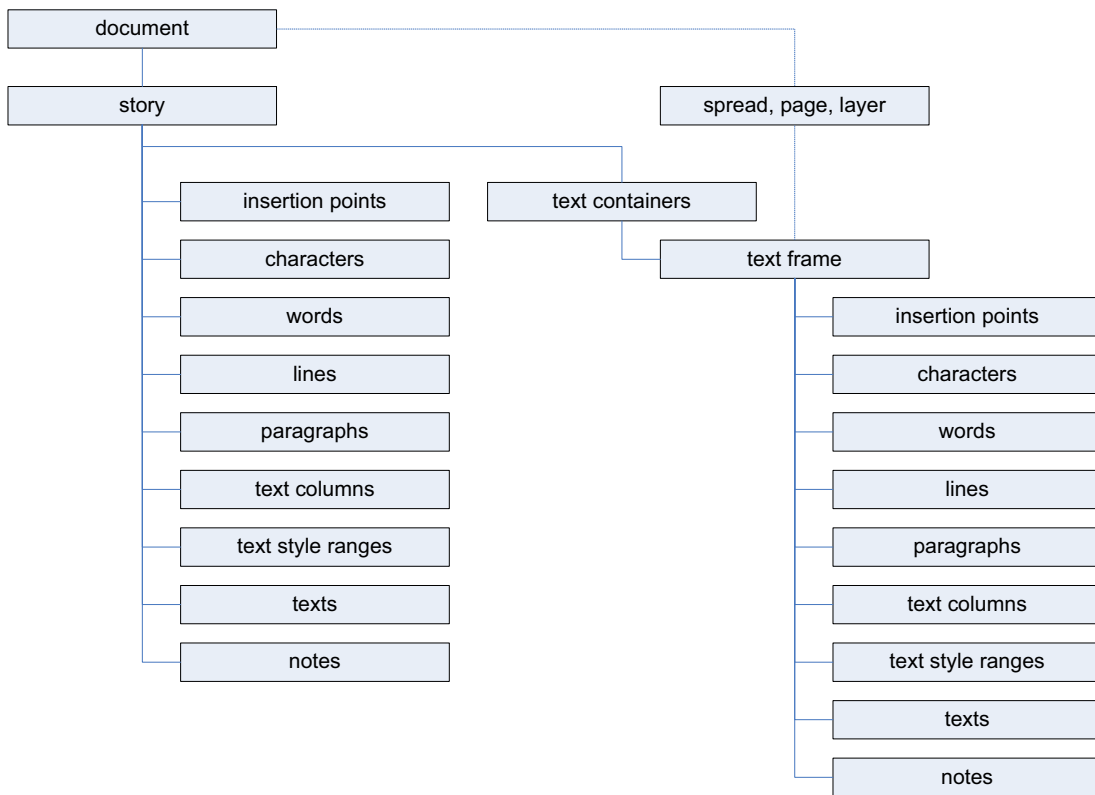 document
story
spread, page, layer
insertion points
text containers
characters
text frame
words
insertion points
lines
characters
paragraphs
words
text columns
lines
text style ranges
paragraphs
texts
text columns
notes
text style ranges
texts
notes